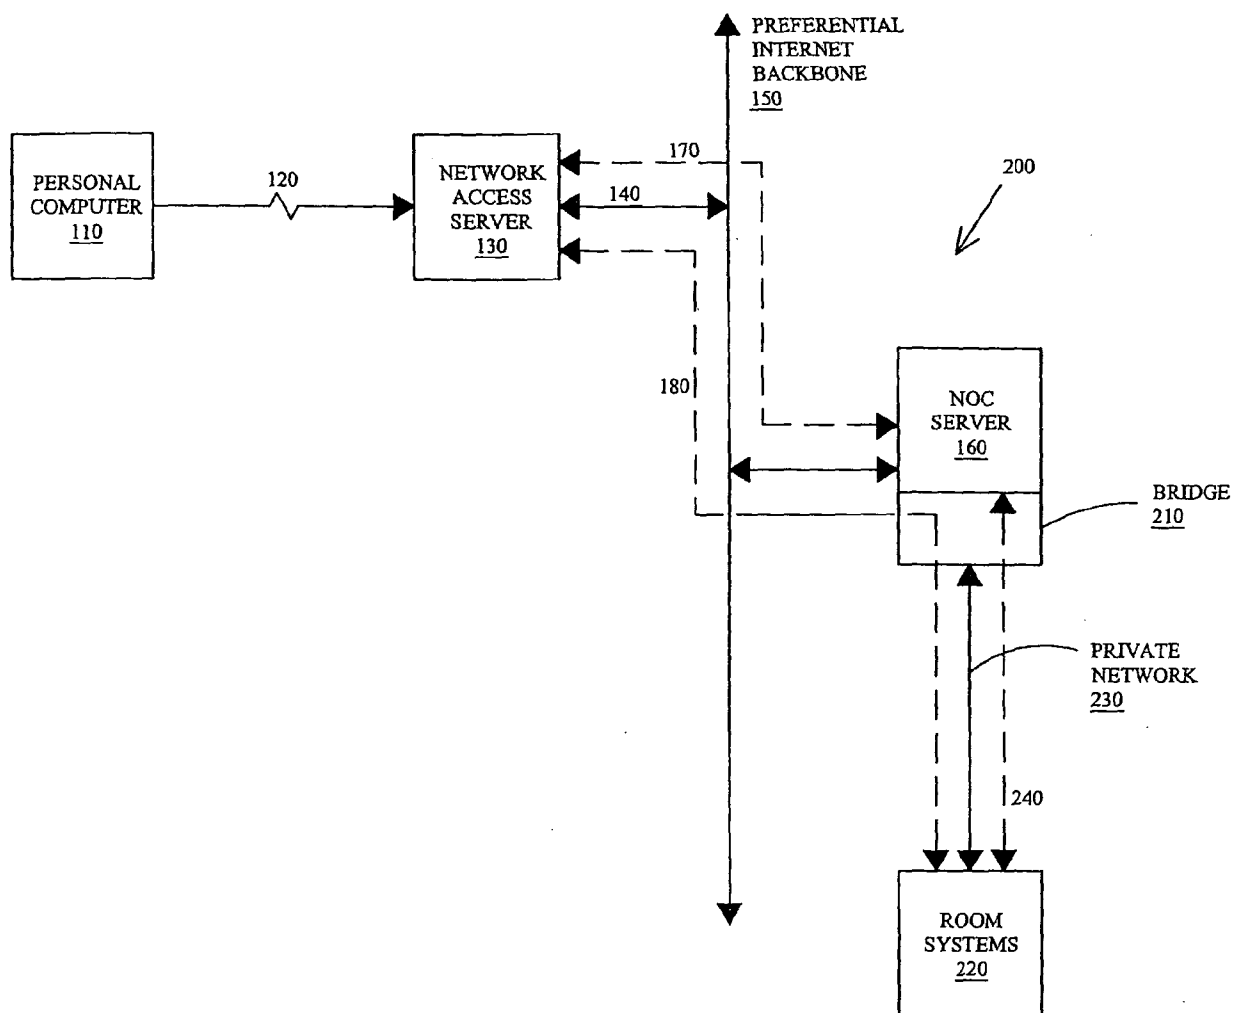 PREFERENTIAL
INTERNET
BACKBONE
150
PERSONAL
COMPUTER
110
120
NETWORK
ACCESS
SERVER
130
170
140
200
180
NOC
SERVER
160
BRIDGE
210
PRIVATE
NETWORK
230
240
ROOM
SYSTEMS
220